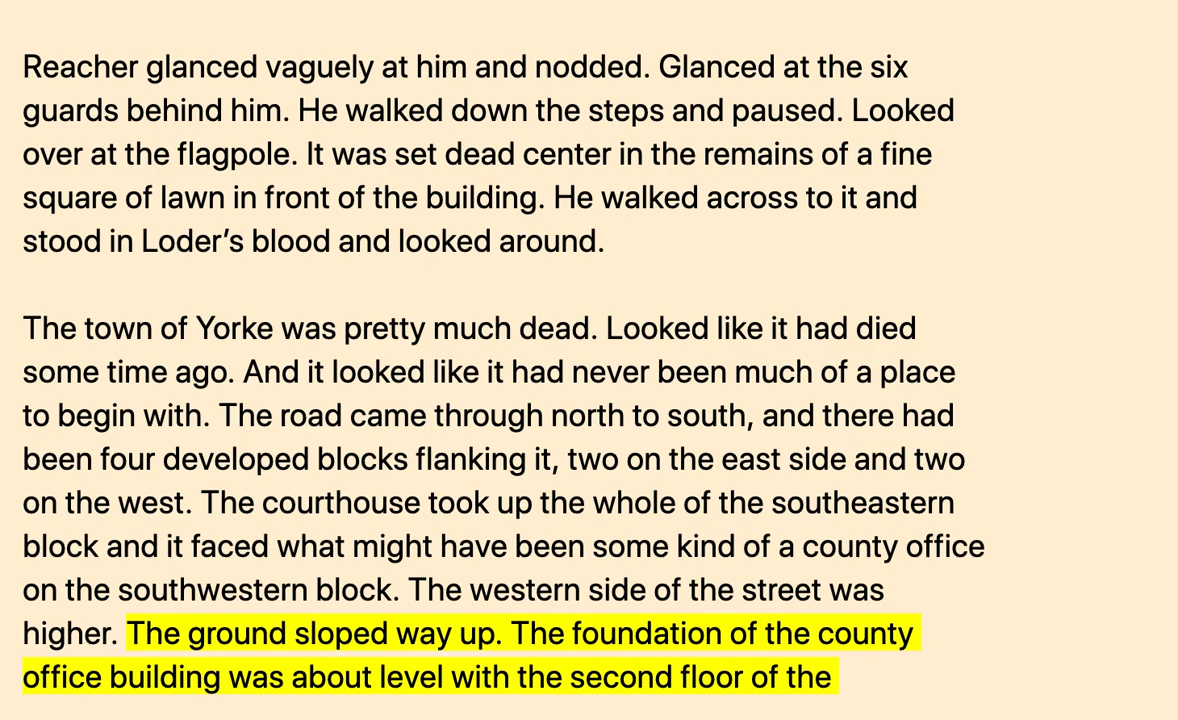 Reacher glanced vaguely at him and nodded. Glanced at the six
guards behind him. He walked down the steps and paused. Looked
over at the flagpole. It was set dead center in the remains of a fine
square of lawn in front of the building. He walked across to it and
stood in Loder’s blood and looked around.
The town of Yorke was pretty much dead. Looked like it had died
some time ago. And it looked like it had never been much of a place
to begin with. The road came through north to south, and there had
been four developed blocks flanking it, two on the east side and two
on the west. The courthouse took up the whole of the southeastern
block and it faced what might have been some kind of a county office
on the southwestern block. The western side of the street was
higher. The ground sloped way up. The foundation of the county
office building was about level with the second floor of the